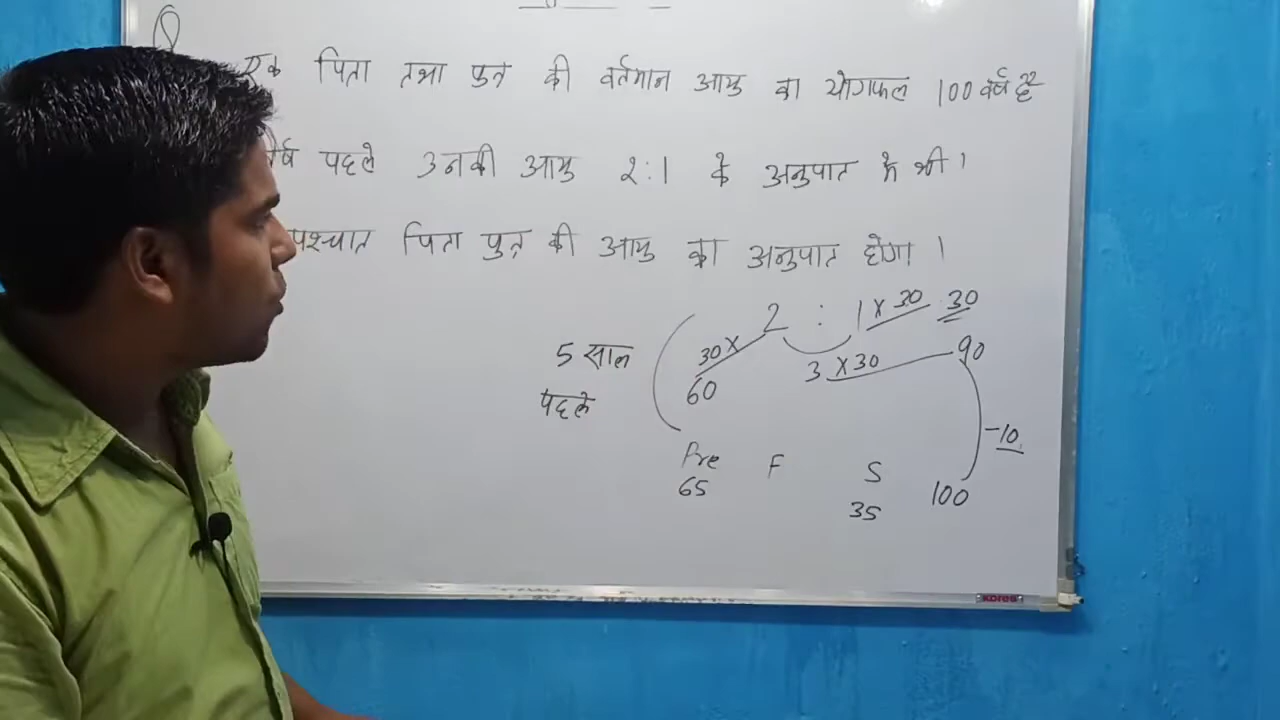 एक पिता तथा पुत्र की वर्तमान आयु का योगफल 100 वर्ष है
पहले उनकी आयु 2:1 के अनुपात में थी।
पश्चात पिता पुत्र की आयु का अनुपात होगा।
2 : 1 x 30 30
5 साल 30 x 3 x 30 90
पहले 60
-10
Pre F S
65 35 100
kores